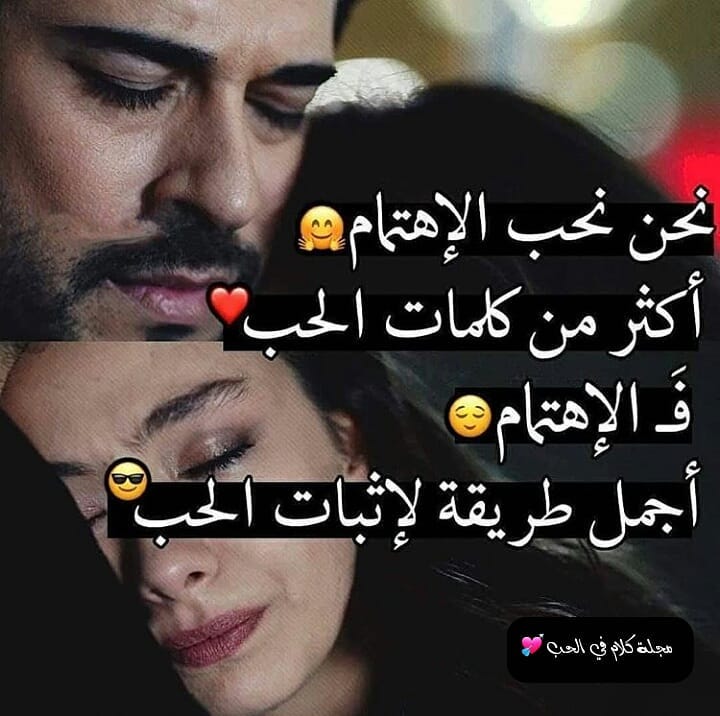 نحن نحب الإهتمام🤗
أكثر من كلمات الحب❤️
فَـ الإهتمام😌
أجمل طريقة لإثبات الحب😎
مجلة كلام في الحب💘